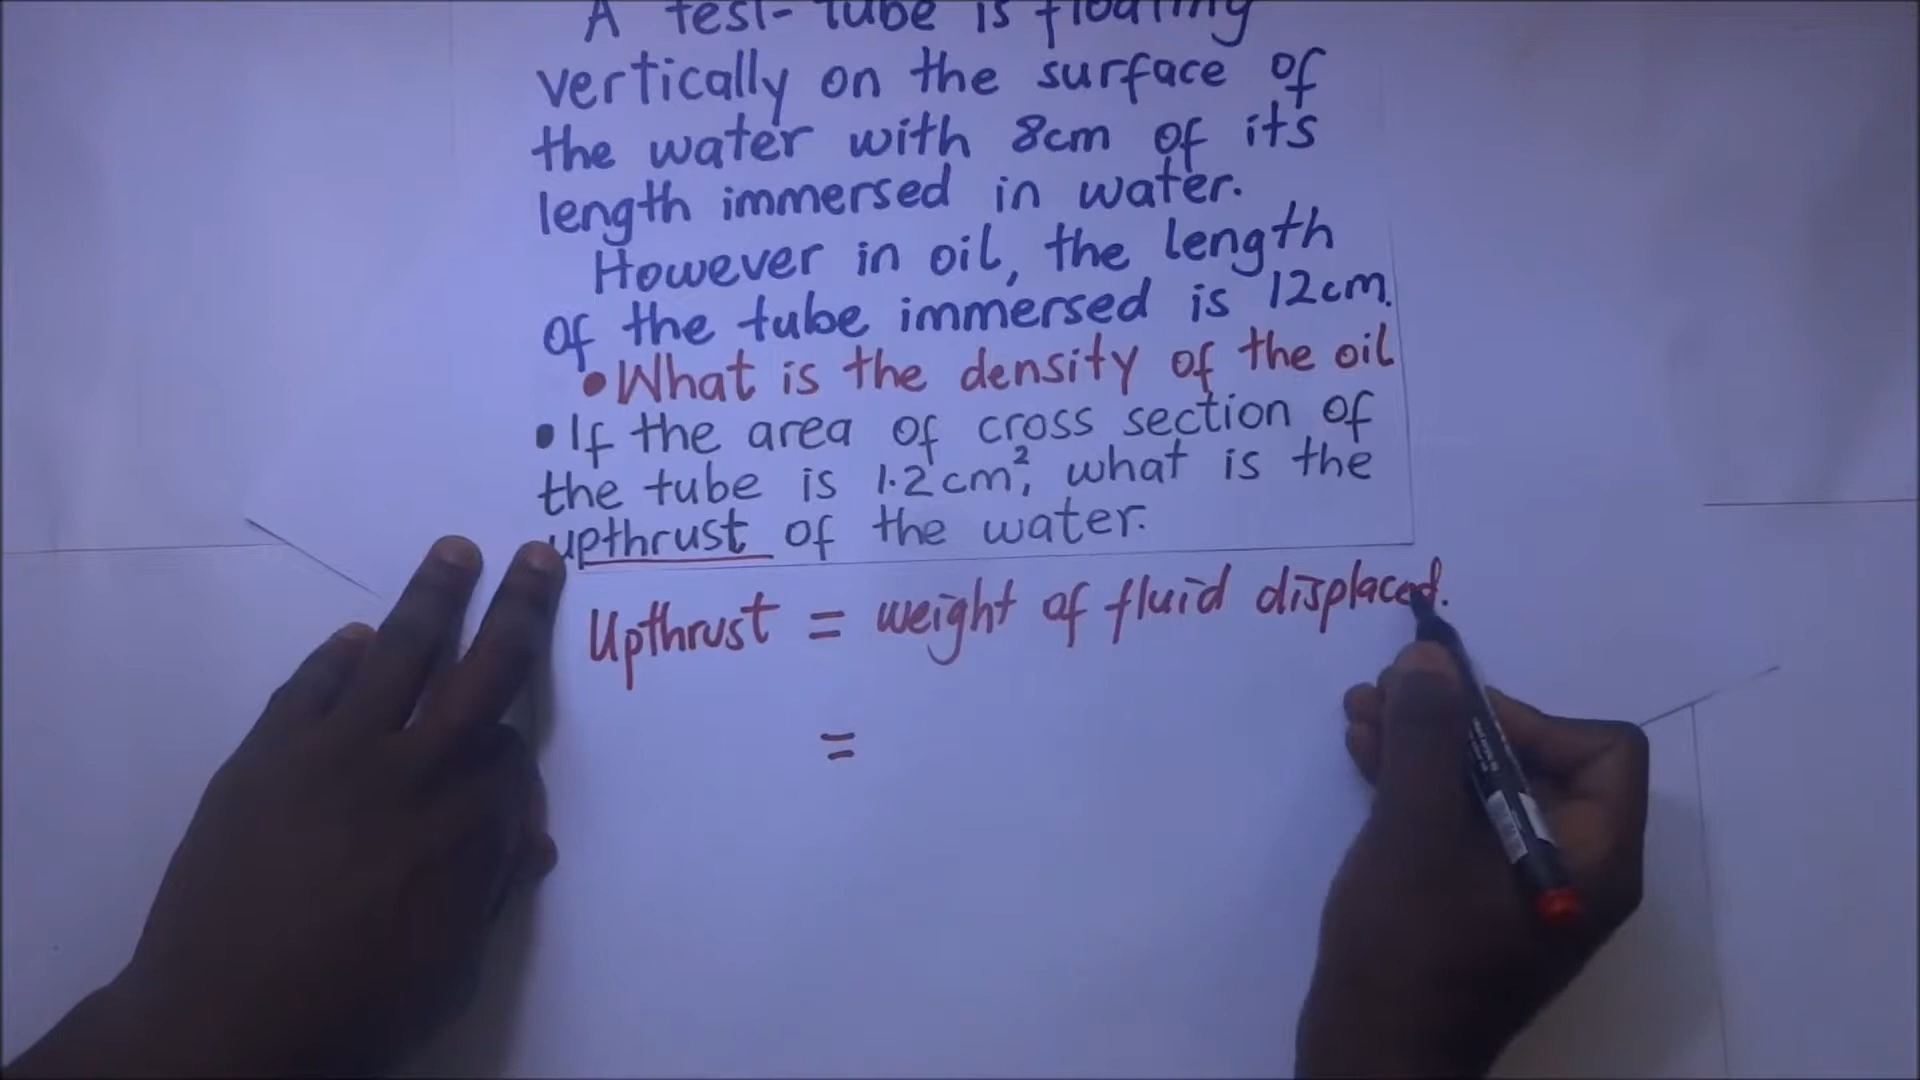 A test-tube is floating
vertically on the surface of
the water with 8cm of its
length immersed in water.
However in oil, the length
of the tube immersed is 12cm.
• What is the density of the oil
• If the area of cross section of
the tube is 1.2cm², what is the
upthrust of the water.
Upthrust = weight of fluid displaced.
=